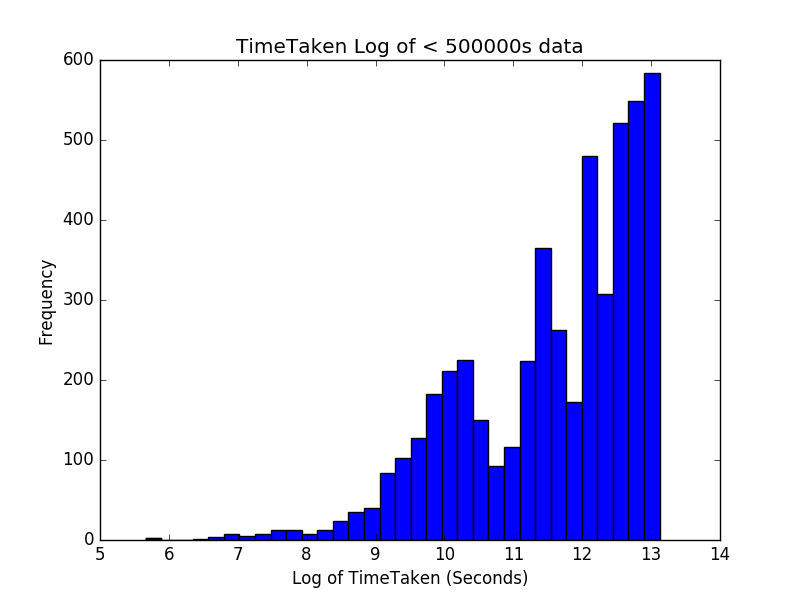 TimeTaken Log of < 500000s data
600
500
400
300
200
100
0
Frequency
5 6 7 8 9 10 11 12 13 14
Log of TimeTaken (Seconds)